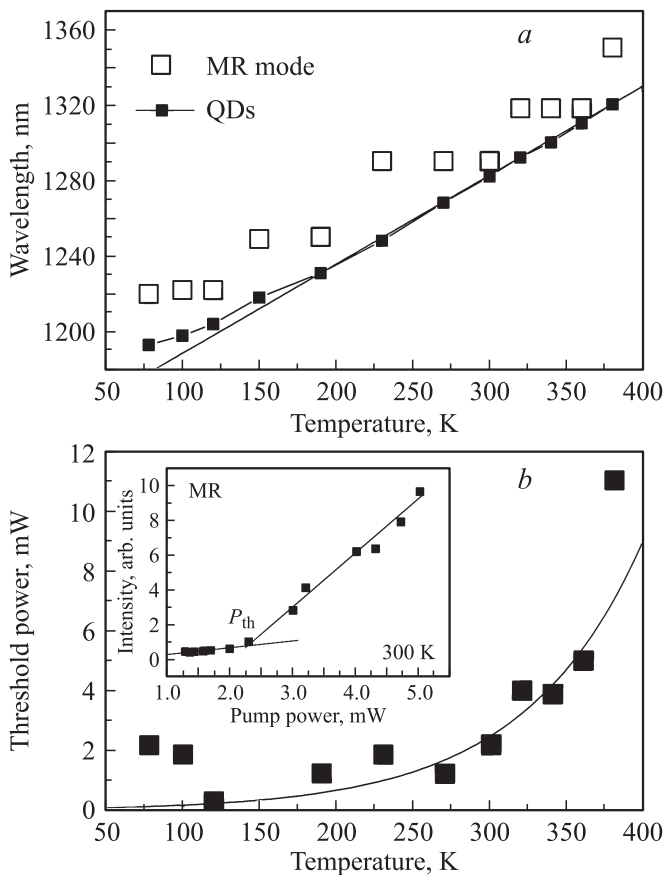 1360
a
MR mode
1320
QDs
1280
1240
1200
Wavelength, nm
50 100 150 200 250 300 350 400
Temperature, K
12
b
10
8
6
4
2
0
Threshold power, mW
10
MR
8
6
4
2
0
Intensity, arb. units
Pth
300 K
1.0 2.0 3.0 4.0 5.0
Pump power, mW
50 100 150 200 250 300 350 400
Temperature, K